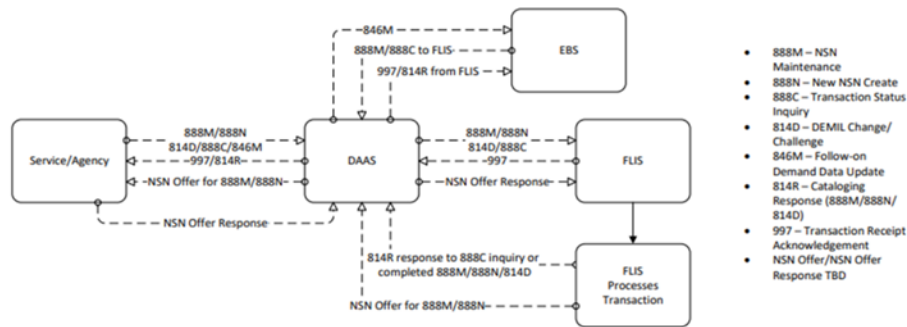 846M
888M/888C to FLIS
997/814R from FLIS
EBS
888M/888N
814D/888C/846M
997/814R
NSN Offer for 888M/888N
NSN Offer Response
Service/Agency
DAAS
888M/888N
814D/888C
997
NSN Offer Response
FLIS
814R response to 888C inquiry or
completed 888M/888N/814D
NSN Offer for 888M/888N
FLIS
Processes
Transaction
• 888M – NSN
Maintenance
• 888N – New NSN Create
• 888C – Transaction Status
Inquiry
• 814D – DEMIL Change/
Challenge
• 846M – Follow-on
Demand Data Update
• 814R – Cataloging
Response (888M/888N/
814D)
• 997 – Transaction Receipt
Acknowledgement
• NSN Offer/NSN Offer
Response TBD